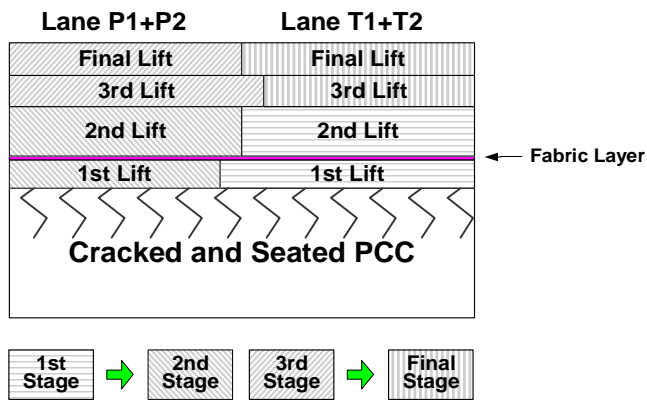 Lane P1+P2 Lane T1+T2
Final Lift Final Lift
3rd Lift 3rd Lift
2nd Lift 2nd Lift
Fabric Layer
1st Lift 1st Lift
Cracked and Seated PCC
1st
Stage
2nd
Stage
3rd
Stage
Final
Stage